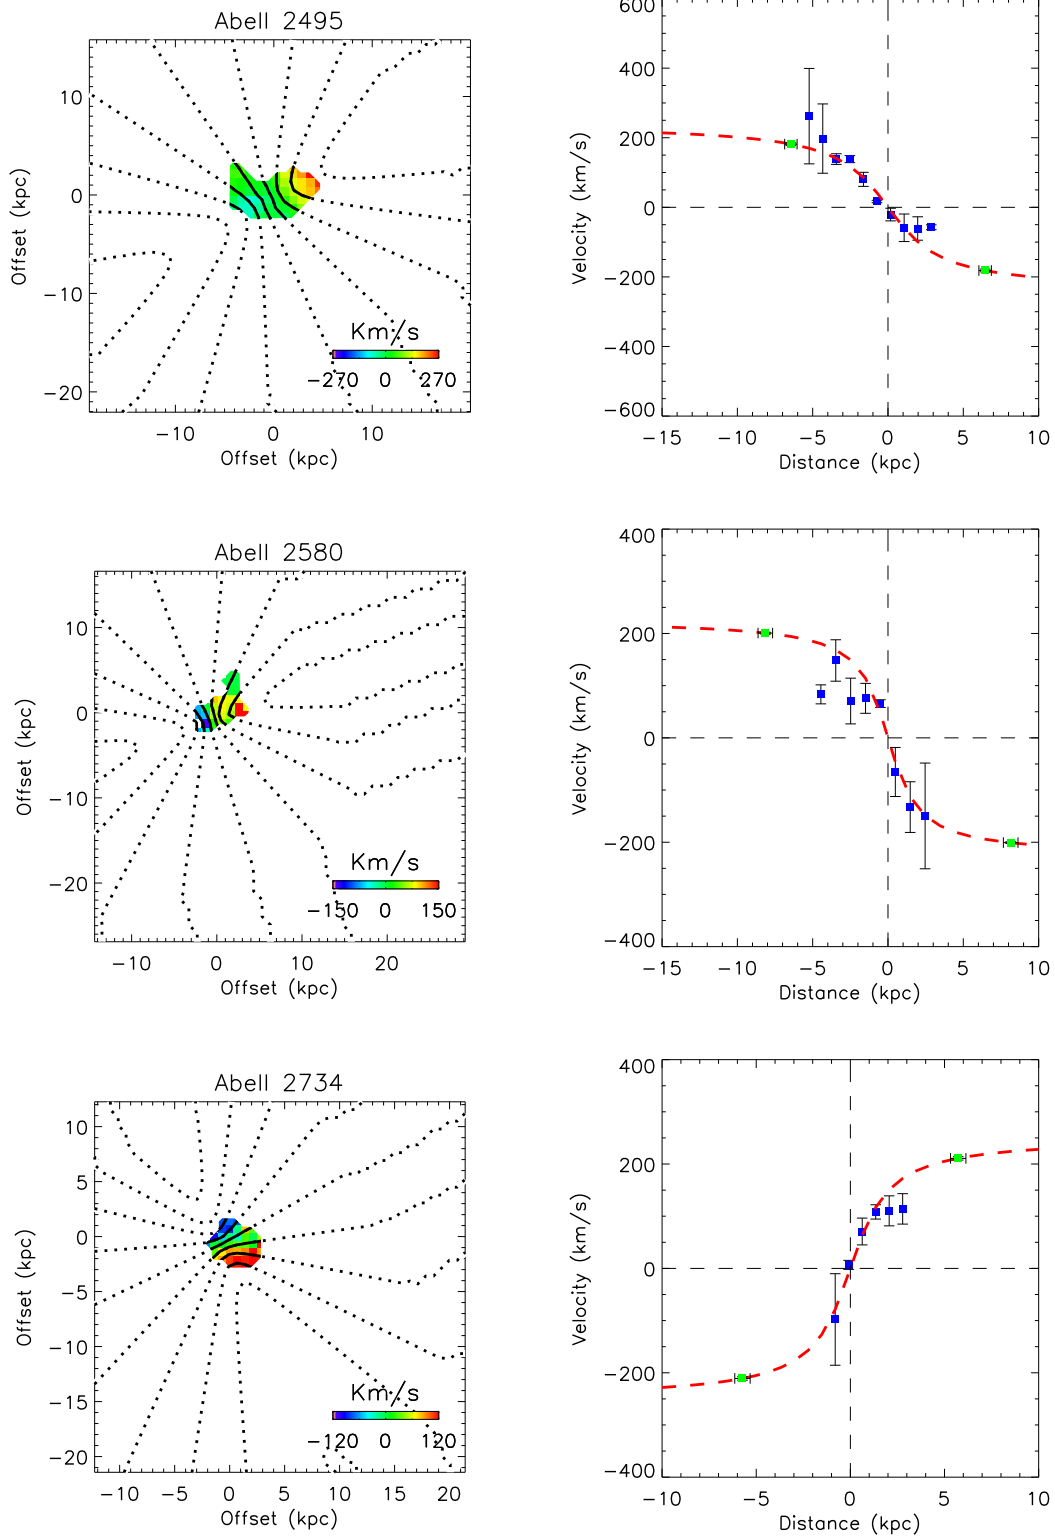 Abell 2495
10
0
−10
−20
Offset (kpc)
Km/s
−270 0 270
−10 0 10
Offset (kpc)
600
400
200
0
−200
−400
−600
Velocity (km/s)
−15 −10 −5 0 5 10
Distance (kpc)
Abell 2580
10
0
−10
−20
Offset (kpc)
Km/s
−150 0 150
−10 0 10 20
Offset (kpc)
400
200
0
−200
−400
Velocity (km/s)
−15 −10 −5 0 5 10
Distance (kpc)
Abell 2734
10
5
0
−5
−10
−15
−20
Offset (kpc)
Km/s
−120 0 120
−10 −5 0 5 10 15 20
Offset (kpc)
400
200
0
−200
−400
Velocity (km/s)
−10 −5 0 5 10
Distance (kpc)